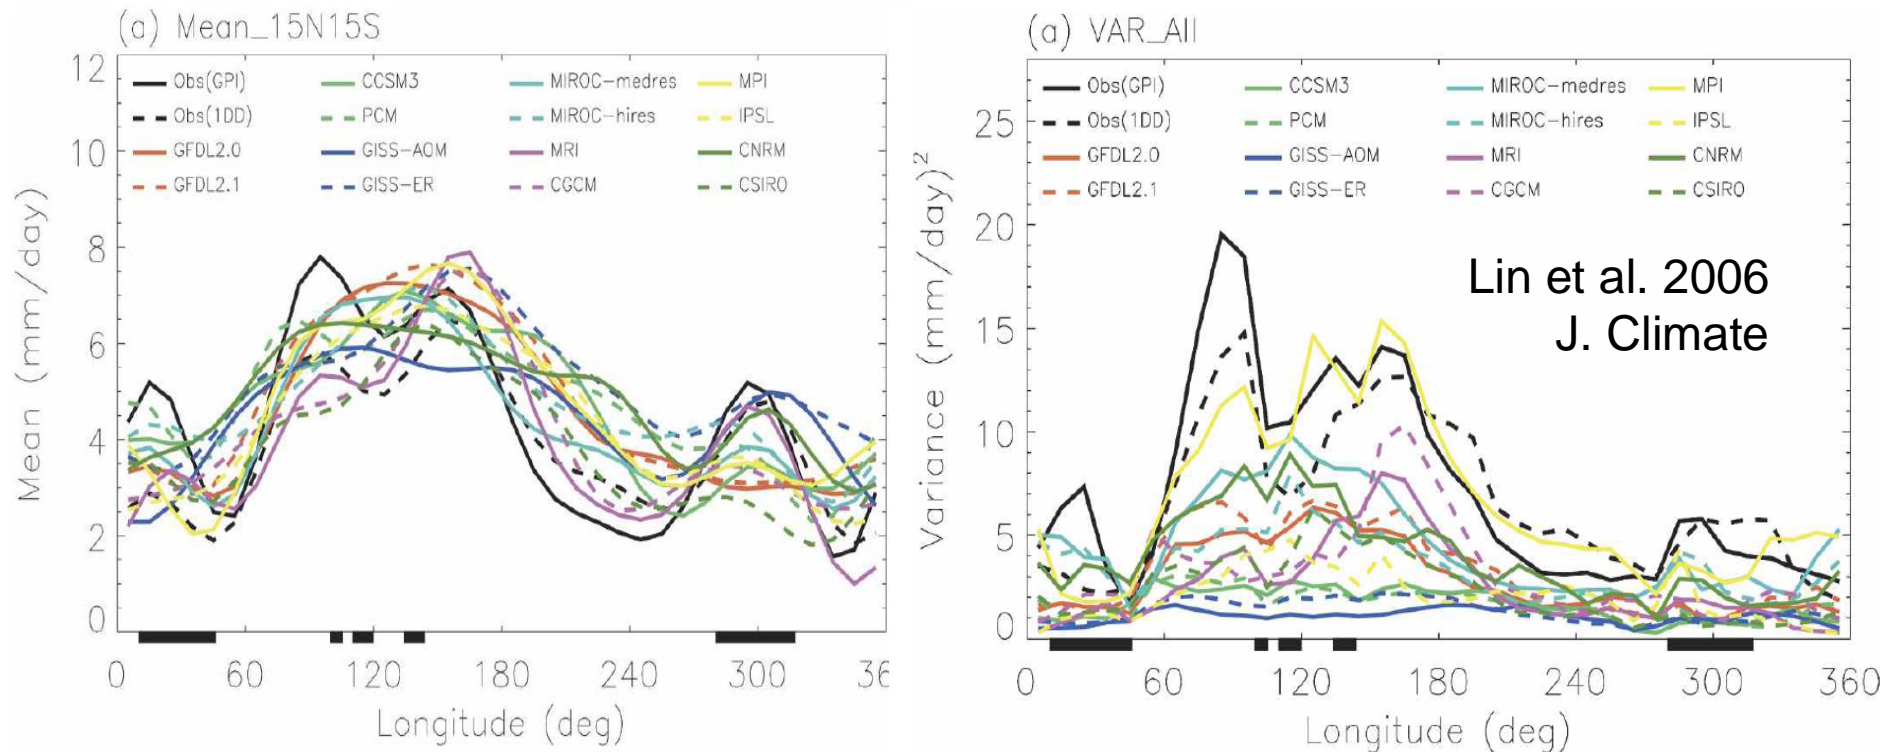 (a) Mean_15N15S
Mean (mm/day)
12
10
8
6
4
2
0
Obs(GPI)
Obs(1DD)
GFDL2.0
GFDL2.1
CCSM3
PCM
GISS-AOM
GISS-ER
MIROC-medres
MIROC-hires
MRI
CGCM
MPI
IPSL
CNRM
CSIRO
0 60 120 180 240 300 36
Longitude (deg)
(a) VAR_All
Variance (mm/day)2
25
20
15
10
5
0
Obs(GPI)
Obs(1DD)
GFDL2.0
GFDL2.1
CCSM3
PCM
GISS-AOM
GISS-ER
MIROC-medres
MIROC-hires
MRI
CGCM
MPI
IPSL
CNRM
CSIRO
Lin et al. 2006
J. Climate
0 60 120 180 240 300 360
Longitude (deg)